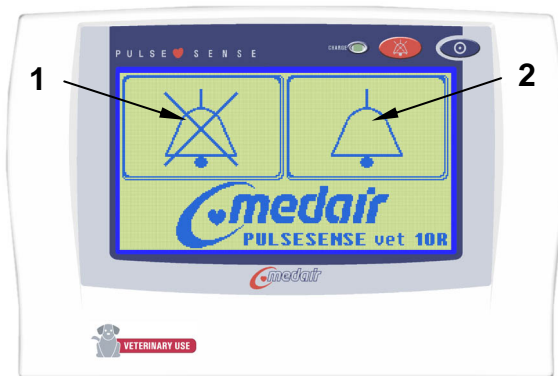 PULSE SENSE
CHARGE
1
2
medair
PULSESENSE vet 10R
medair
VETERINARY USE